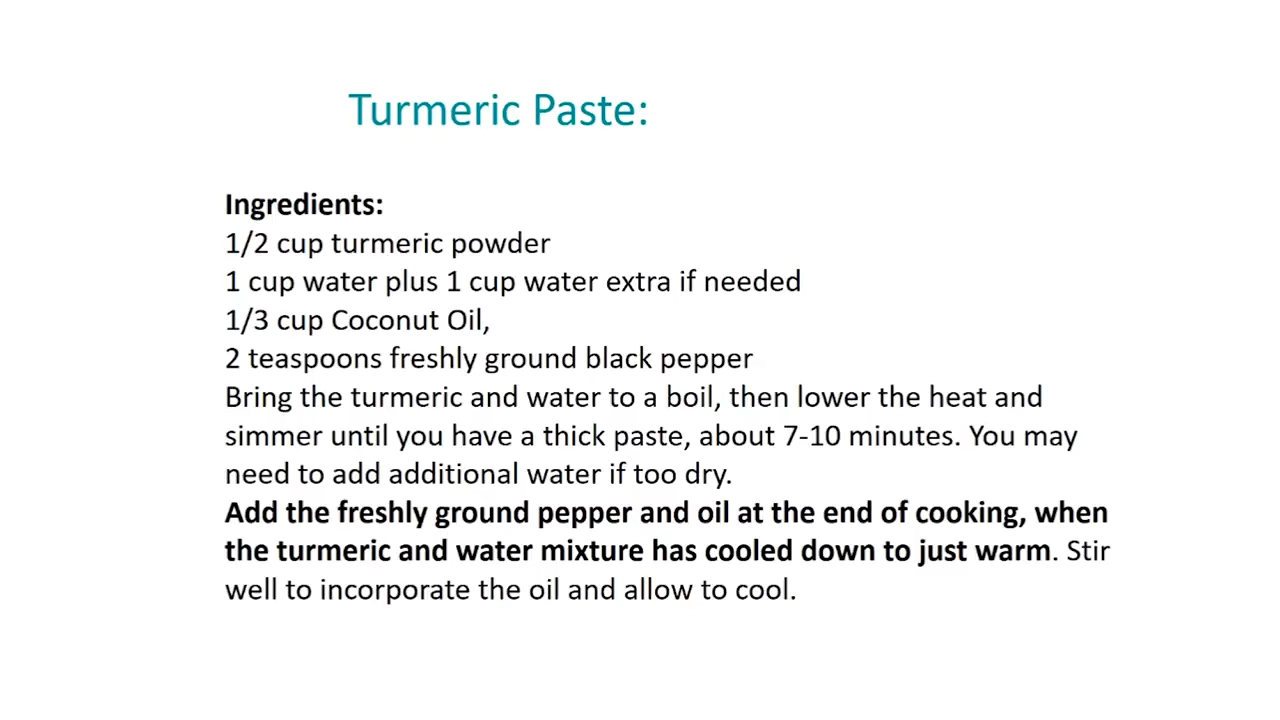 Turmeric Paste:
Ingredients:
1/2 cup turmeric powder
1 cup water plus 1 cup water extra if needed
1/3 cup Coconut Oil,
2 teaspoons freshly ground black pepper
Bring the turmeric and water to a boil, then lower the heat and
simmer until you have a thick paste, about 7-10 minutes. You may
need to add additional water if too dry.
Add the freshly ground pepper and oil at the end of cooking, when
the turmeric and water mixture has cooled down to just warm. Stir
well to incorporate the oil and allow to cool.